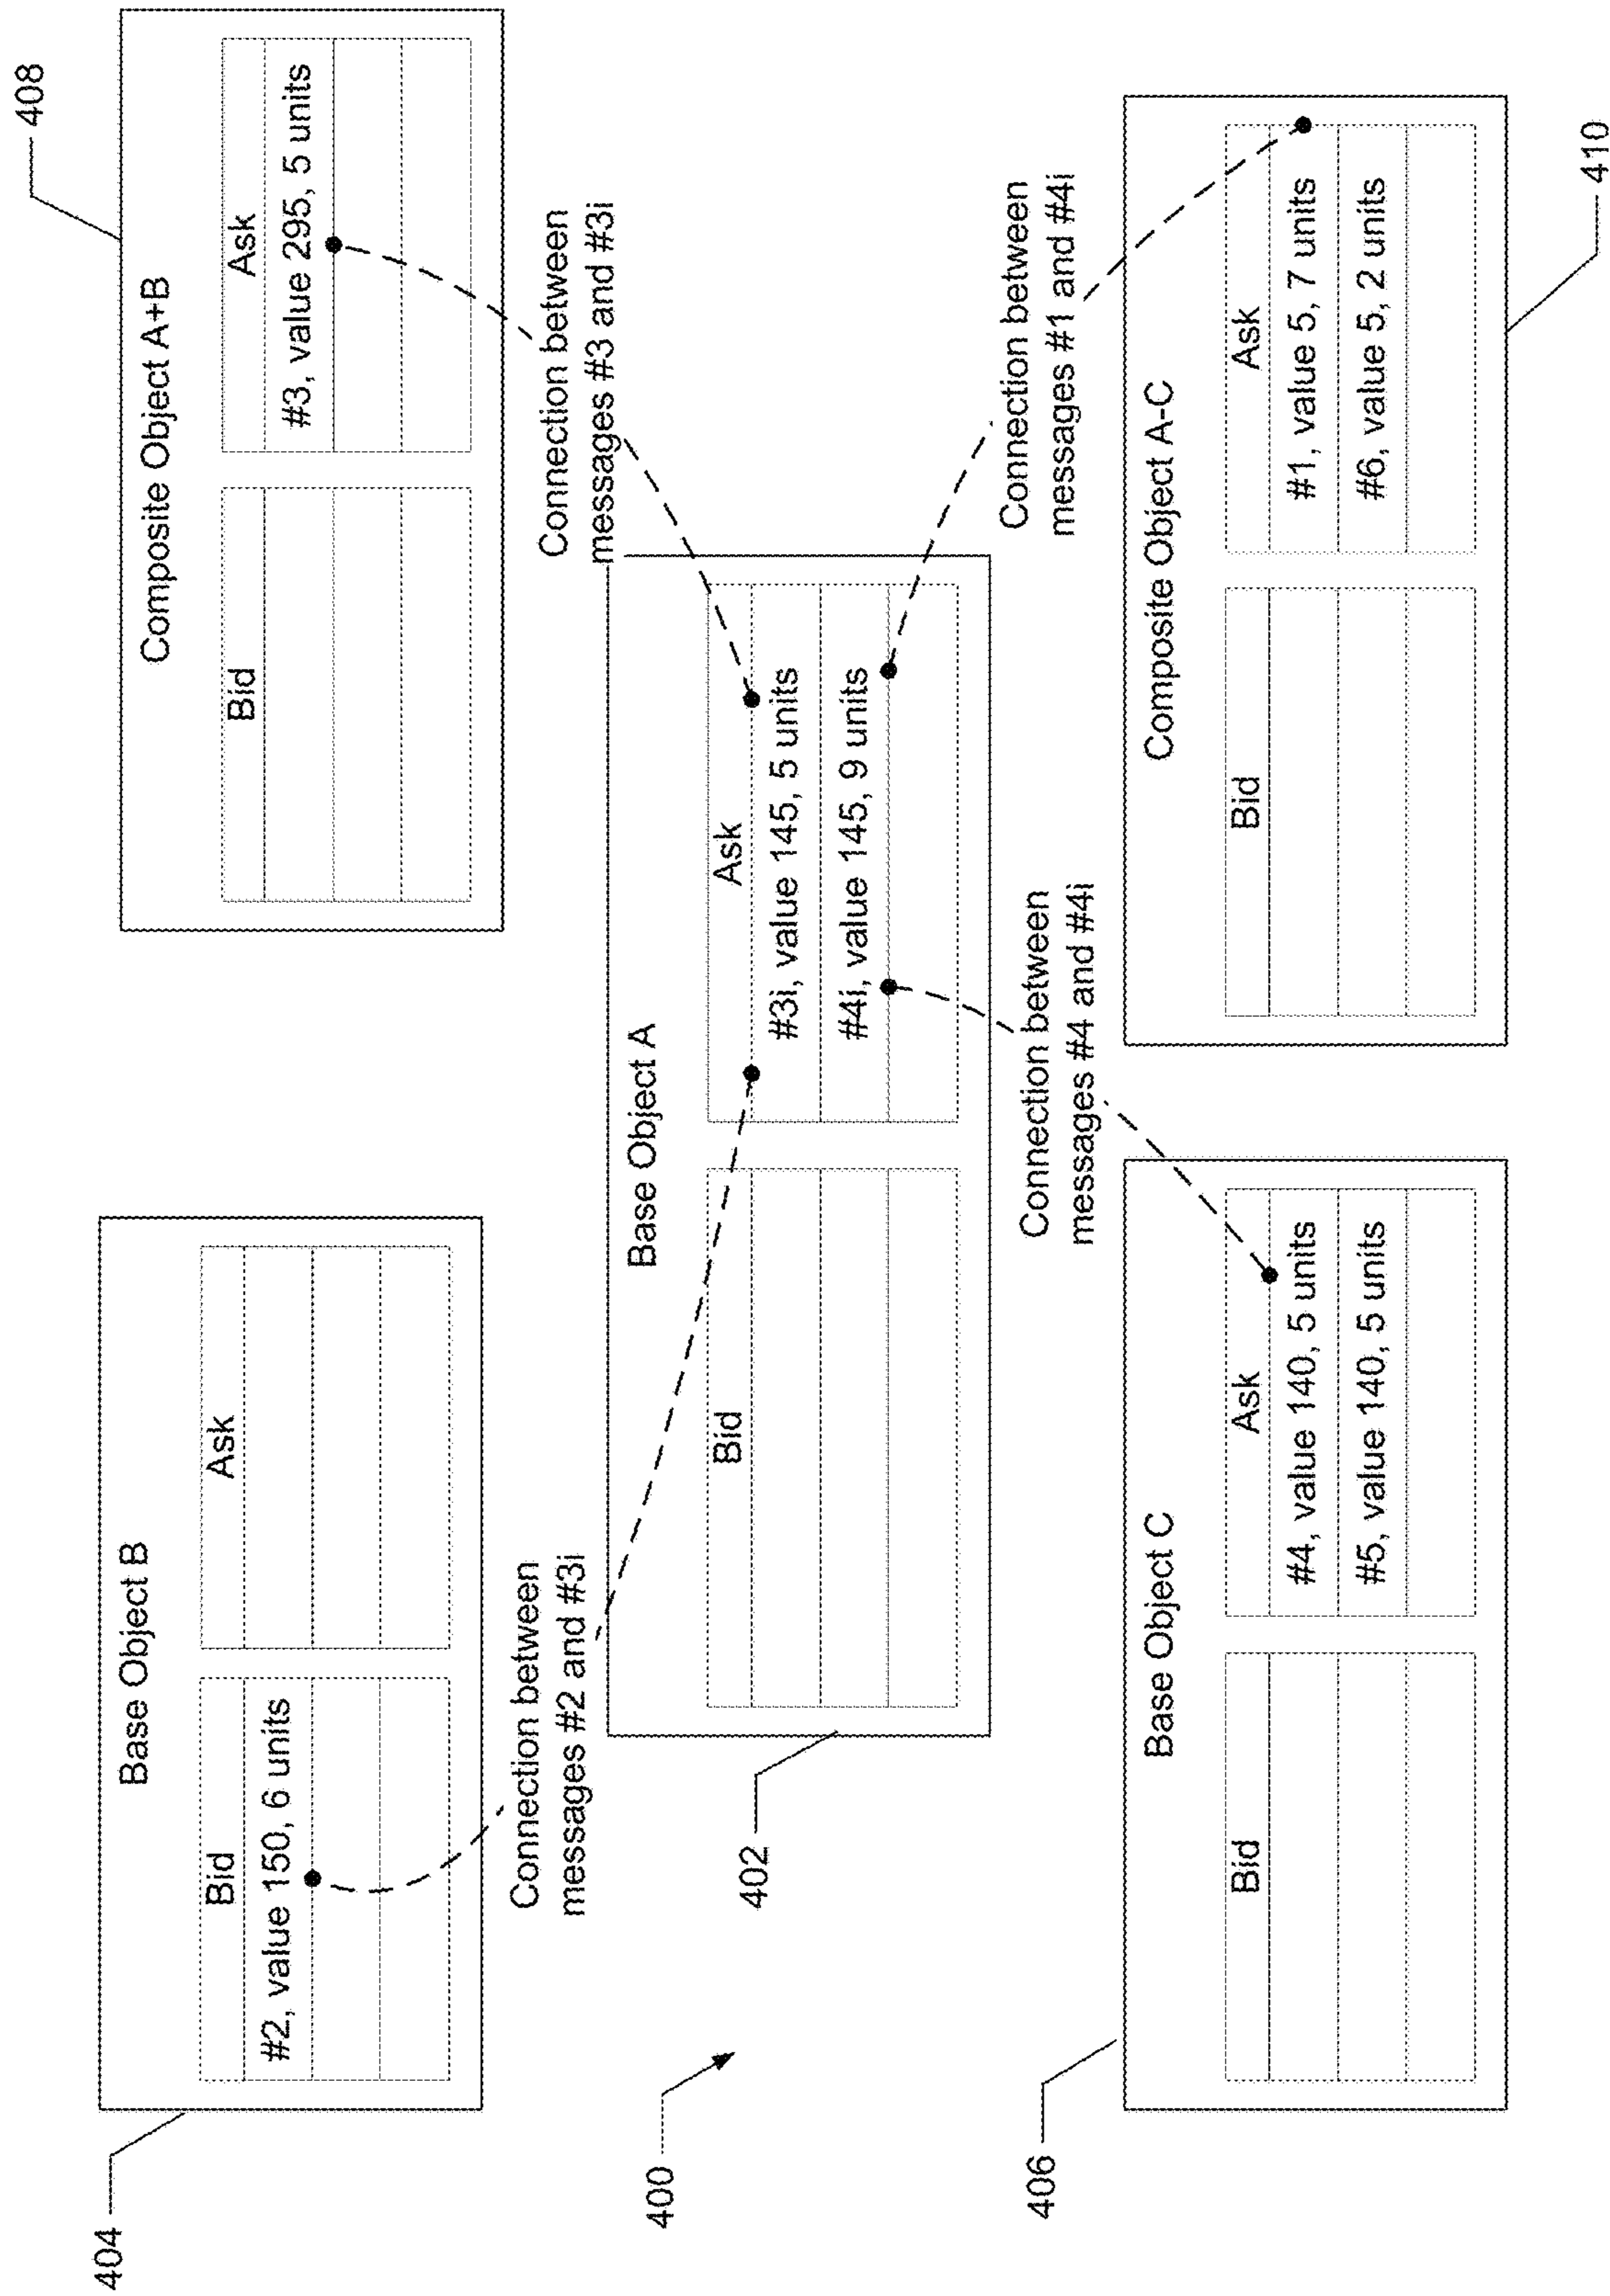 404
Base Object B
Bid
Ask
#2, value 150, 6 units
408
Composite Object A+B
Bid
Ask
#3, value 295, 5 units
Connection between
messages #2 and #3i
Connection between
messages #3 and #3i
400
402
Base Object A
Bid
Ask
#3i, value 145, 5 units
#4i, value 145, 9 units
Connection between
messages #4 and #4i
Connection between
messages #1 and #4i
406
Base Object C
Bid
Ask
#4, value 140, 5 units
#5, value 140, 5 units
Composite Object A-C
Bid
Ask
#1, value 5, 7 units
#6, value 5, 2 units
410